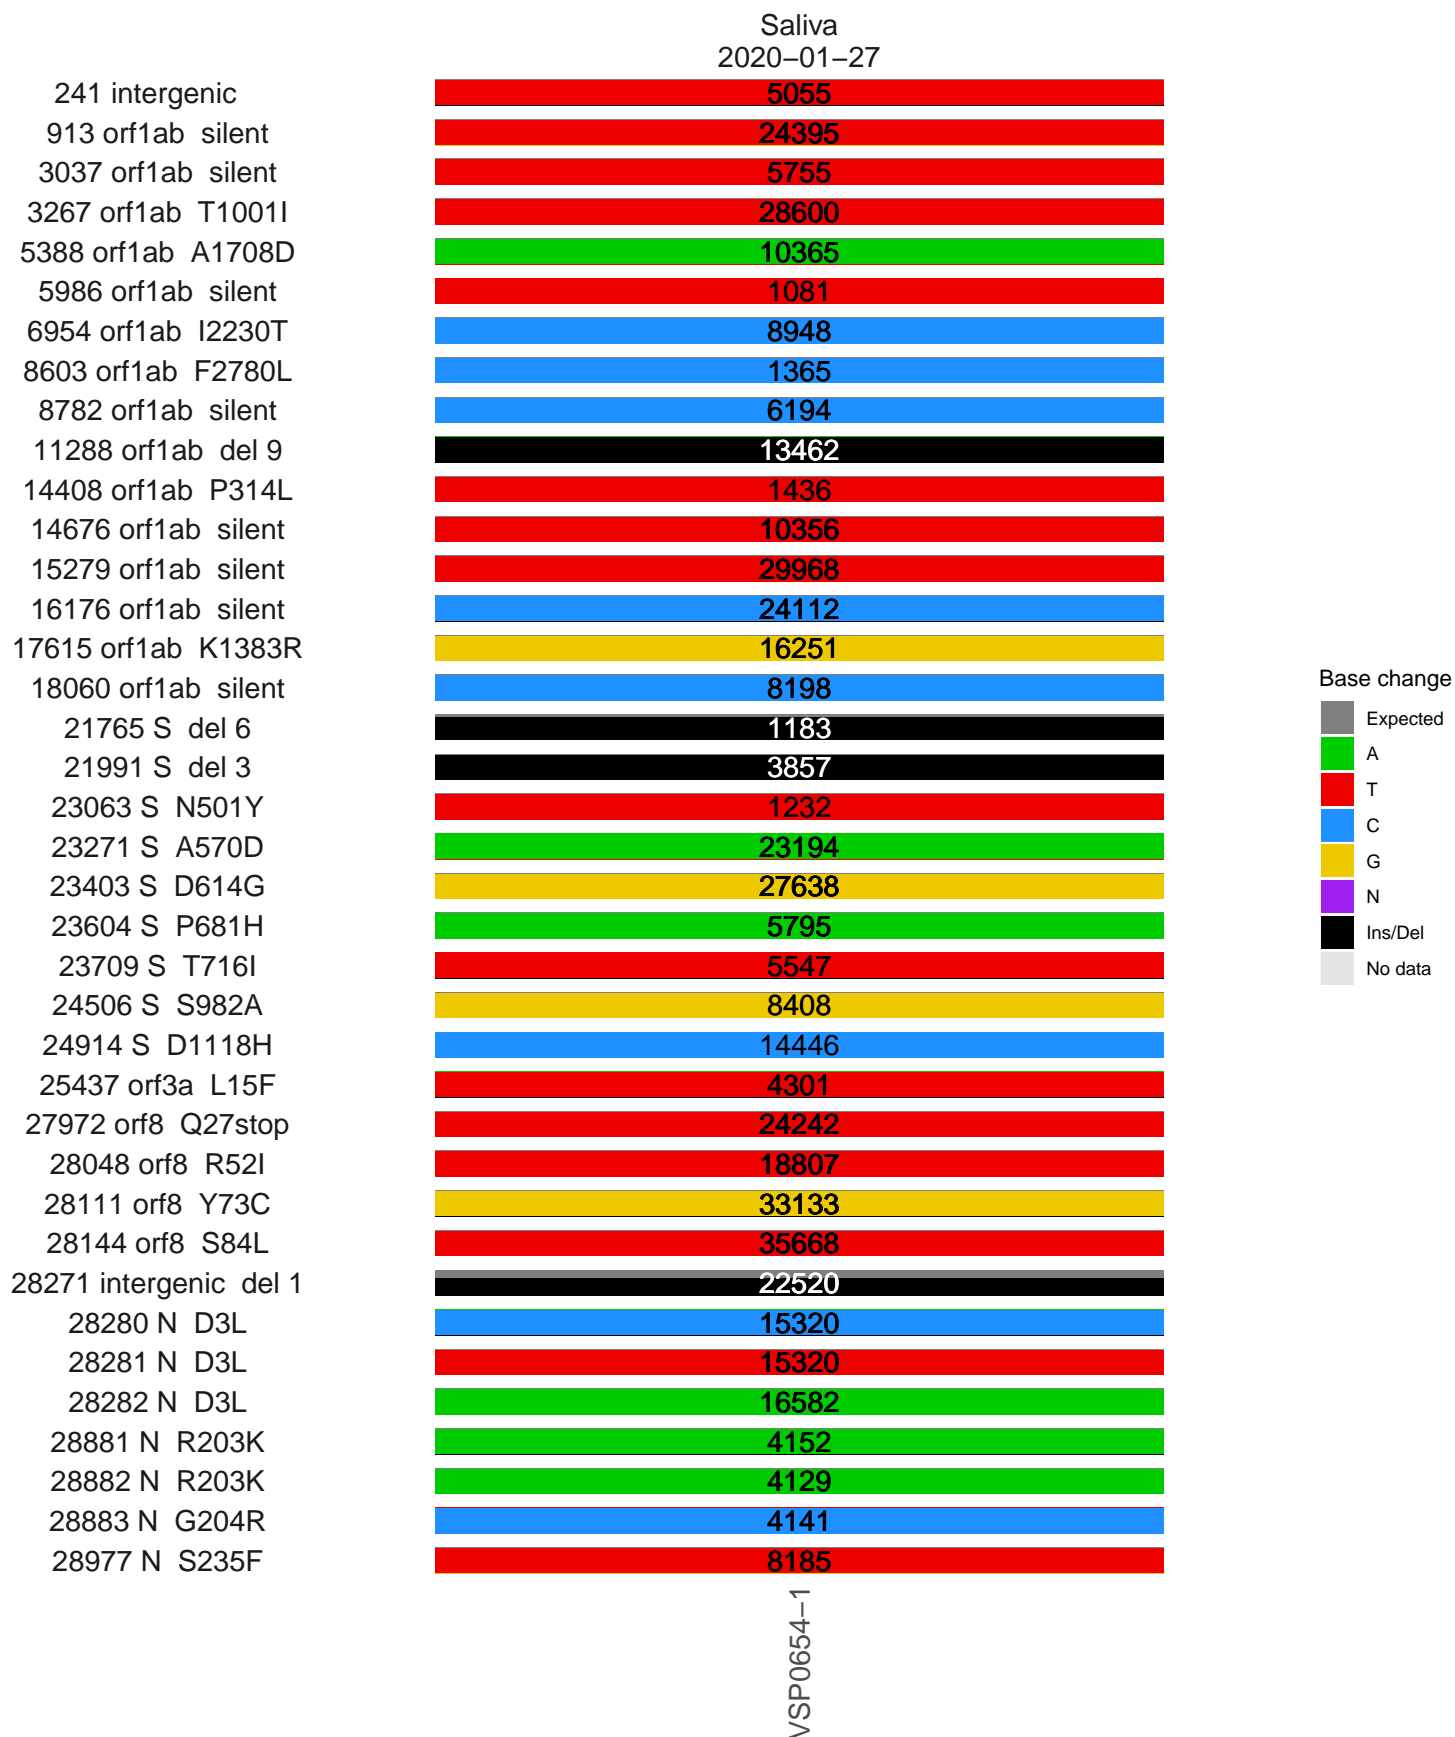 Saliva
2020−01−27
241 intergenic 5055
913 orf1ab silent 24395
3037 orf1ab silent 5755
3267 orf1ab T1001I 28600
5388 orf1ab A1708D 10365
5986 orf1ab silent 1081
6954 orf1ab I2230T 8948
8603 orf1ab F2780L 1365
8782 orf1ab silent 6194
11288 orf1ab del 9 13462
14408 orf1ab P314L 1436
14676 orf1ab silent 10356
15279 orf1ab silent 29968
16176 orf1ab silent 24112
17615 orf1ab K1383R 16251
18060 orf1ab silent 8198
21765 S del 6 1183
21991 S del 3 3857
23063 S N501Y 1232
23271 S A570D 23194
23403 S D614G 27638
23604 S P681H 5795
23709 S T716I 5547
24506 S S982A 8408
24914 S D1118H 14446
25437 orf3a L15F 4301
27972 orf8 Q27stop 24242
28048 orf8 R52I 18807
28111 orf8 Y73C 33133
28144 orf8 S84L 35668
28271 intergenic del 1 22520
28280 N D3L 15320
28281 N D3L 15320
28282 N D3L 16582
28881 N R203K 4152
28882 N R203K 4129
28883 N G204R 4141
28977 N S235F 8185
VSP0654−1
Base change
Expected
A
T
C
G
N
Ins/Del
No data